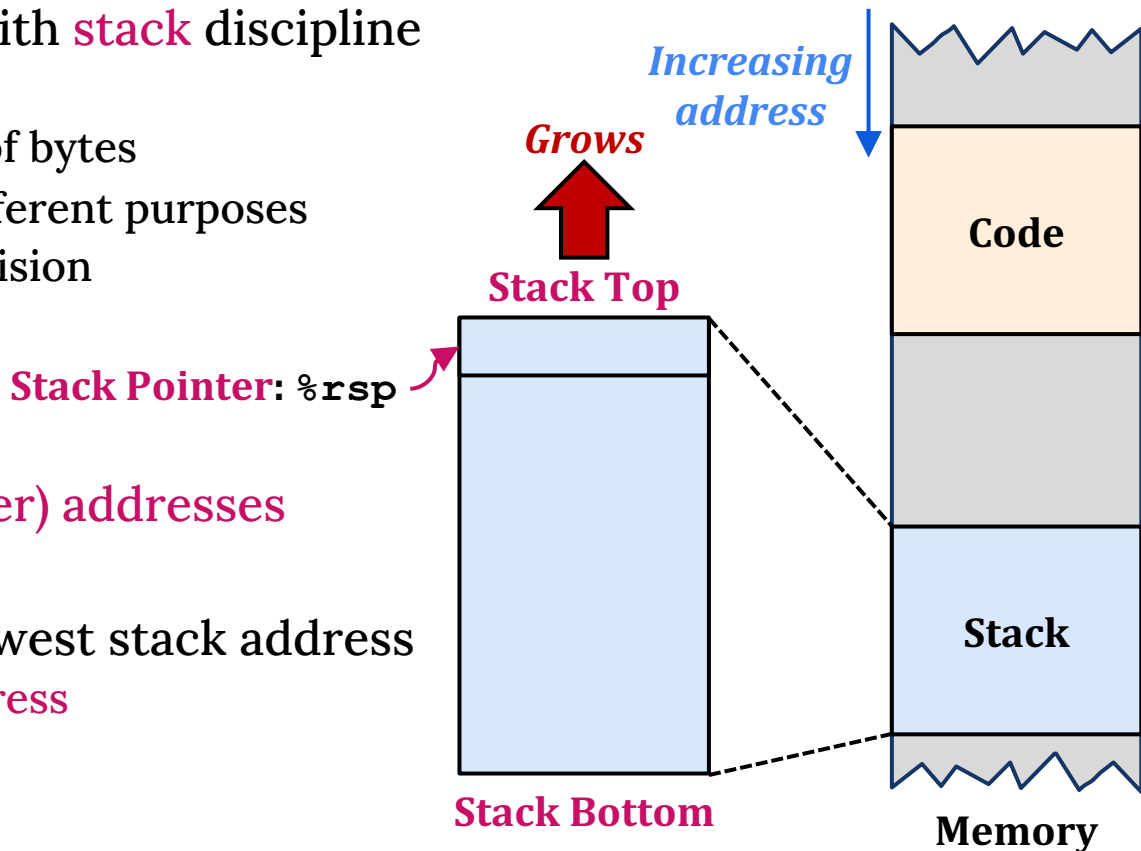 ith stack discipline
of bytes
ferent purposes
ision
Stack Pointer: %rsp
er) addresses
west stack address
ress
Grows
Stack Top
Stack Bottom
Increasing
address
Code
Stack
Memory